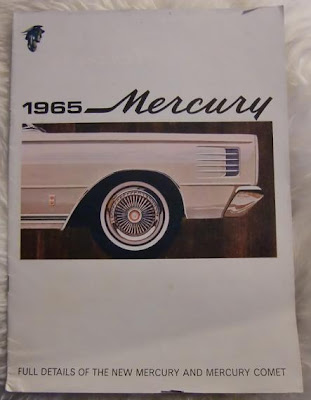 1965 Mercury
FULL DETAILS OF THE NEW MERCURY AND MERCURY COMET